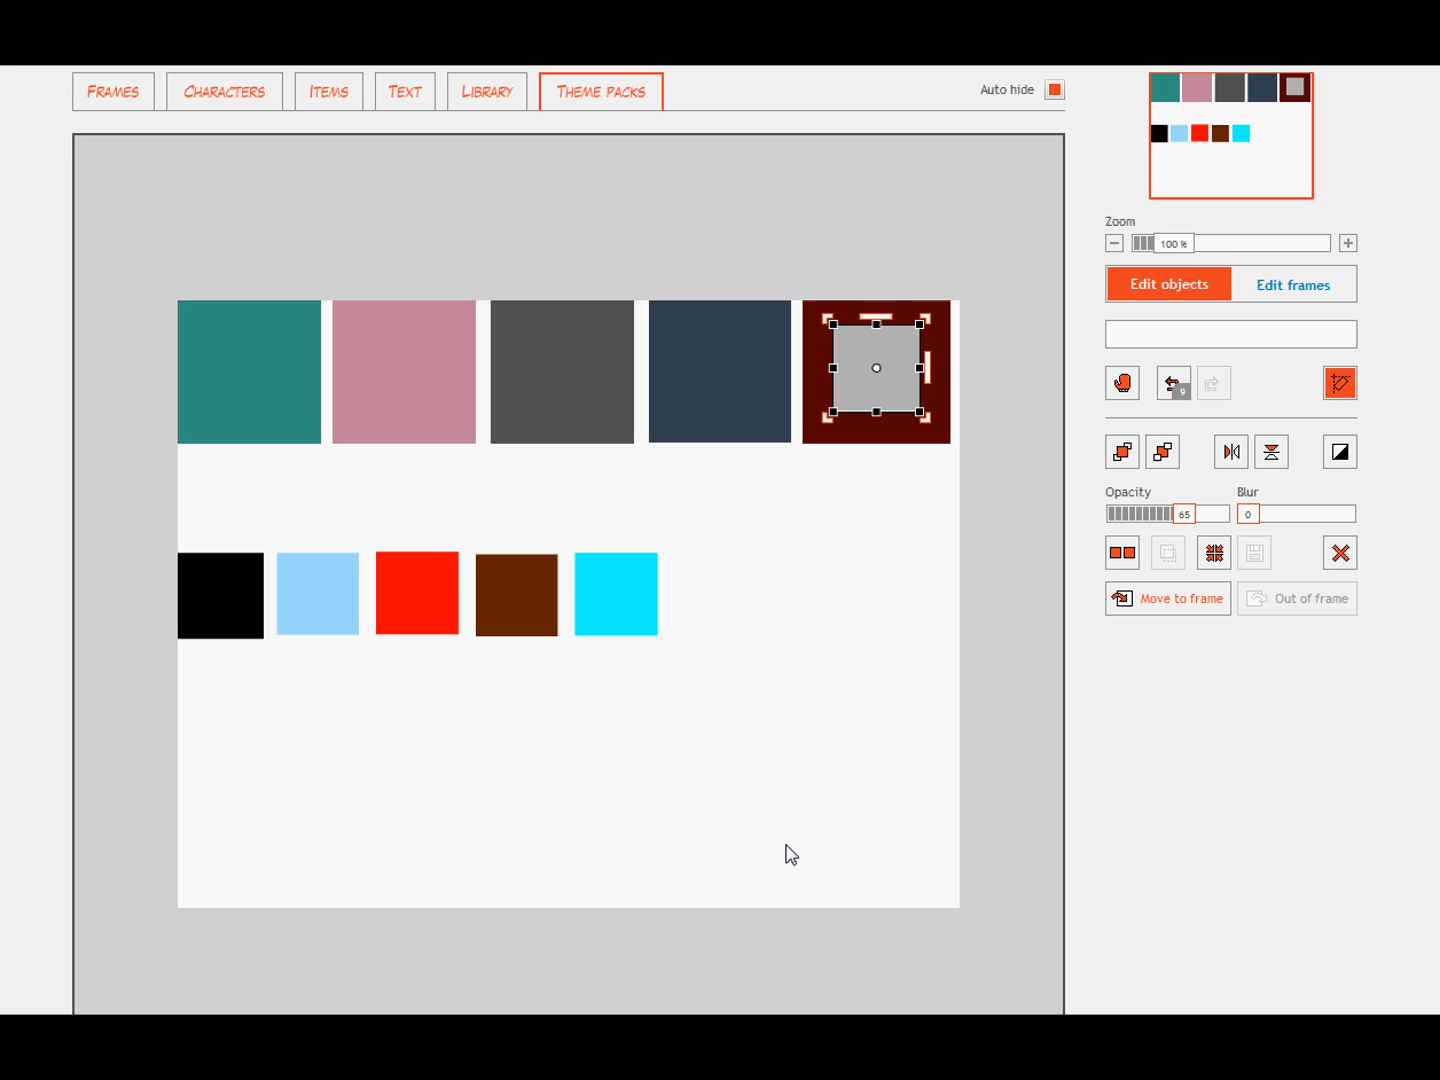 FRAMES
CHARACTERS
ITEMS
TEXT
LIBRARY
THEME PACKS
Auto hide
Zoom
100 %
Edit objects
Edit frames
9
Opacity
Blur
65
0
Move to frame
Out of frame